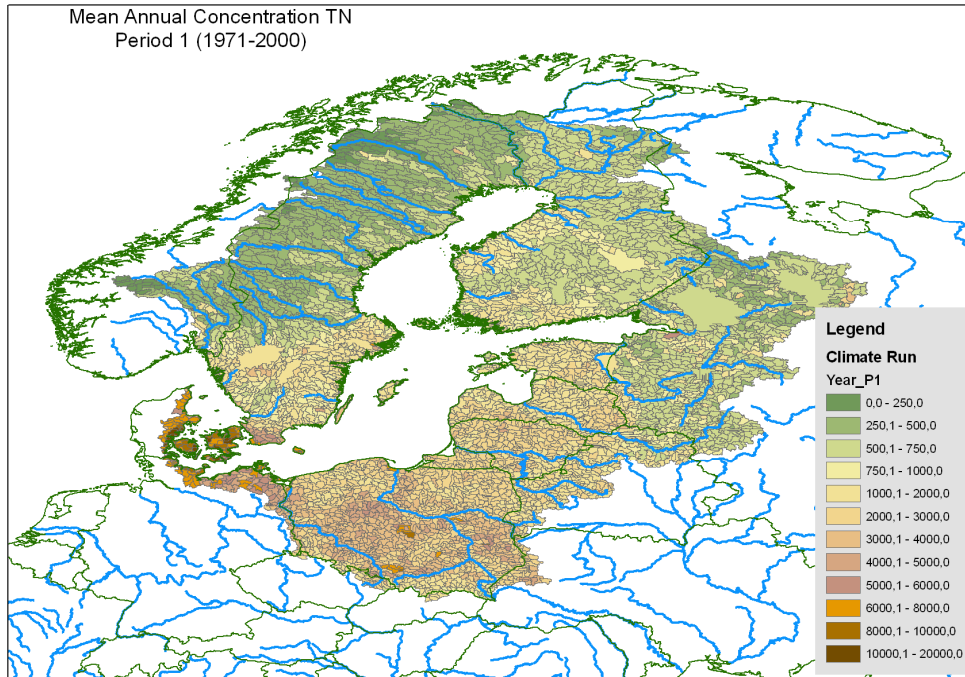 Mean Annual Concentration TN
Period 1 (1971-2000)
Legend
Climate Run
Year_P1
0,0 - 250,0
250,1 - 500,0
500,1 - 750,0
750,1 - 1000,0
1000,1 - 2000,0
2000,1 - 3000,0
3000,1 - 4000,0
4000,1 - 5000,0
5000,1 - 6000,0
6000,1 - 8000,0
8000,1 - 10000,0
10000,1 - 20000,0